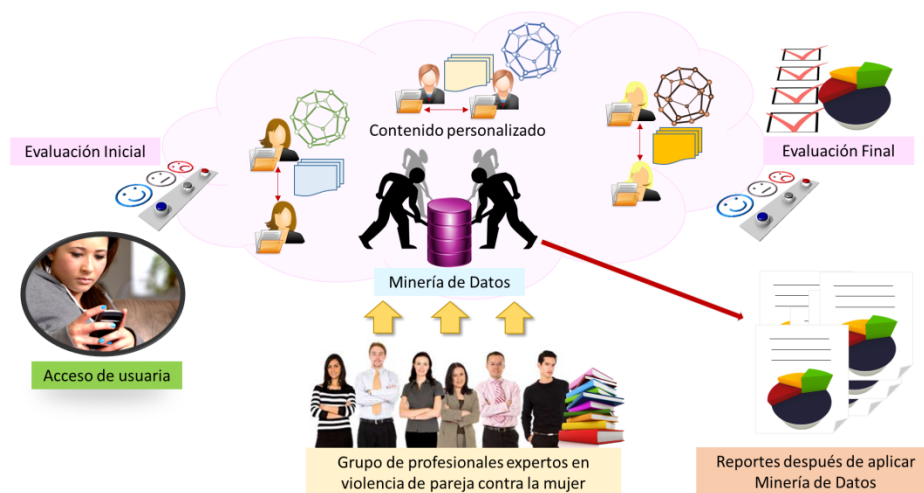 Contenido personalizado
Evaluación Inicial
Evaluación Final
Minería de Datos
Acceso de usuaria
Grupo de profesionales expertos en
violencia de pareja contra la mujer
Reportes después de aplicar
Minería de Datos